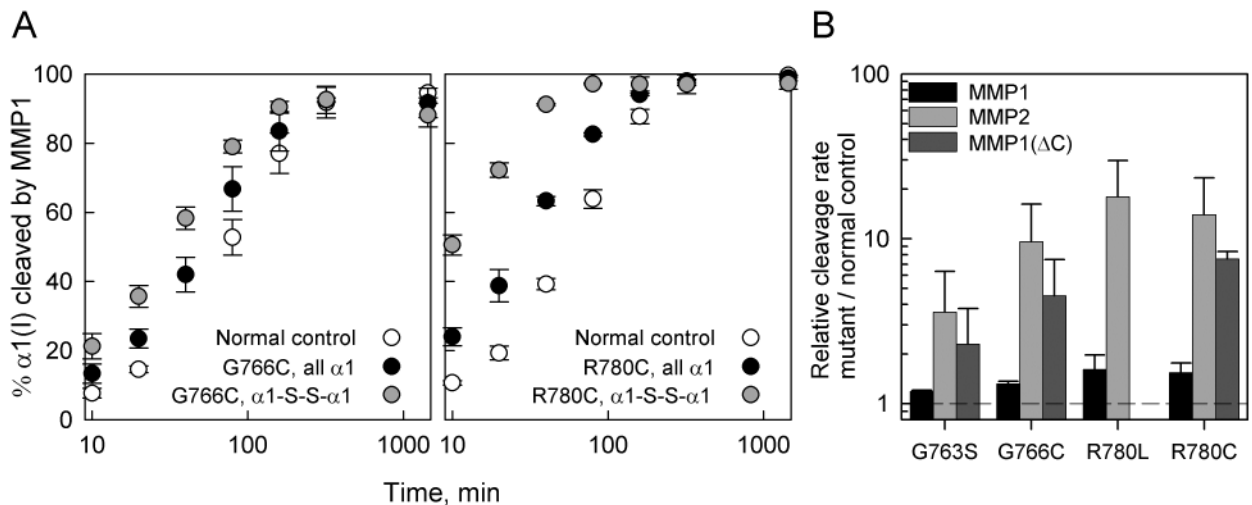 A
% α1(I) cleaved by MMP1
100
80
60
40
20
0
Normal control
G766C, all α1
G766C, α1-S-S-α1
10
100
1000
Normal control
R780C, all α1
R780C, α1-S-S-α1
10
100
1000
Time, min
B
Relative cleavage rate
mutant / normal control
100
10
1
MMP1
MMP2
MMP1(ΔC)
G763S
G766C
R780L
R780C